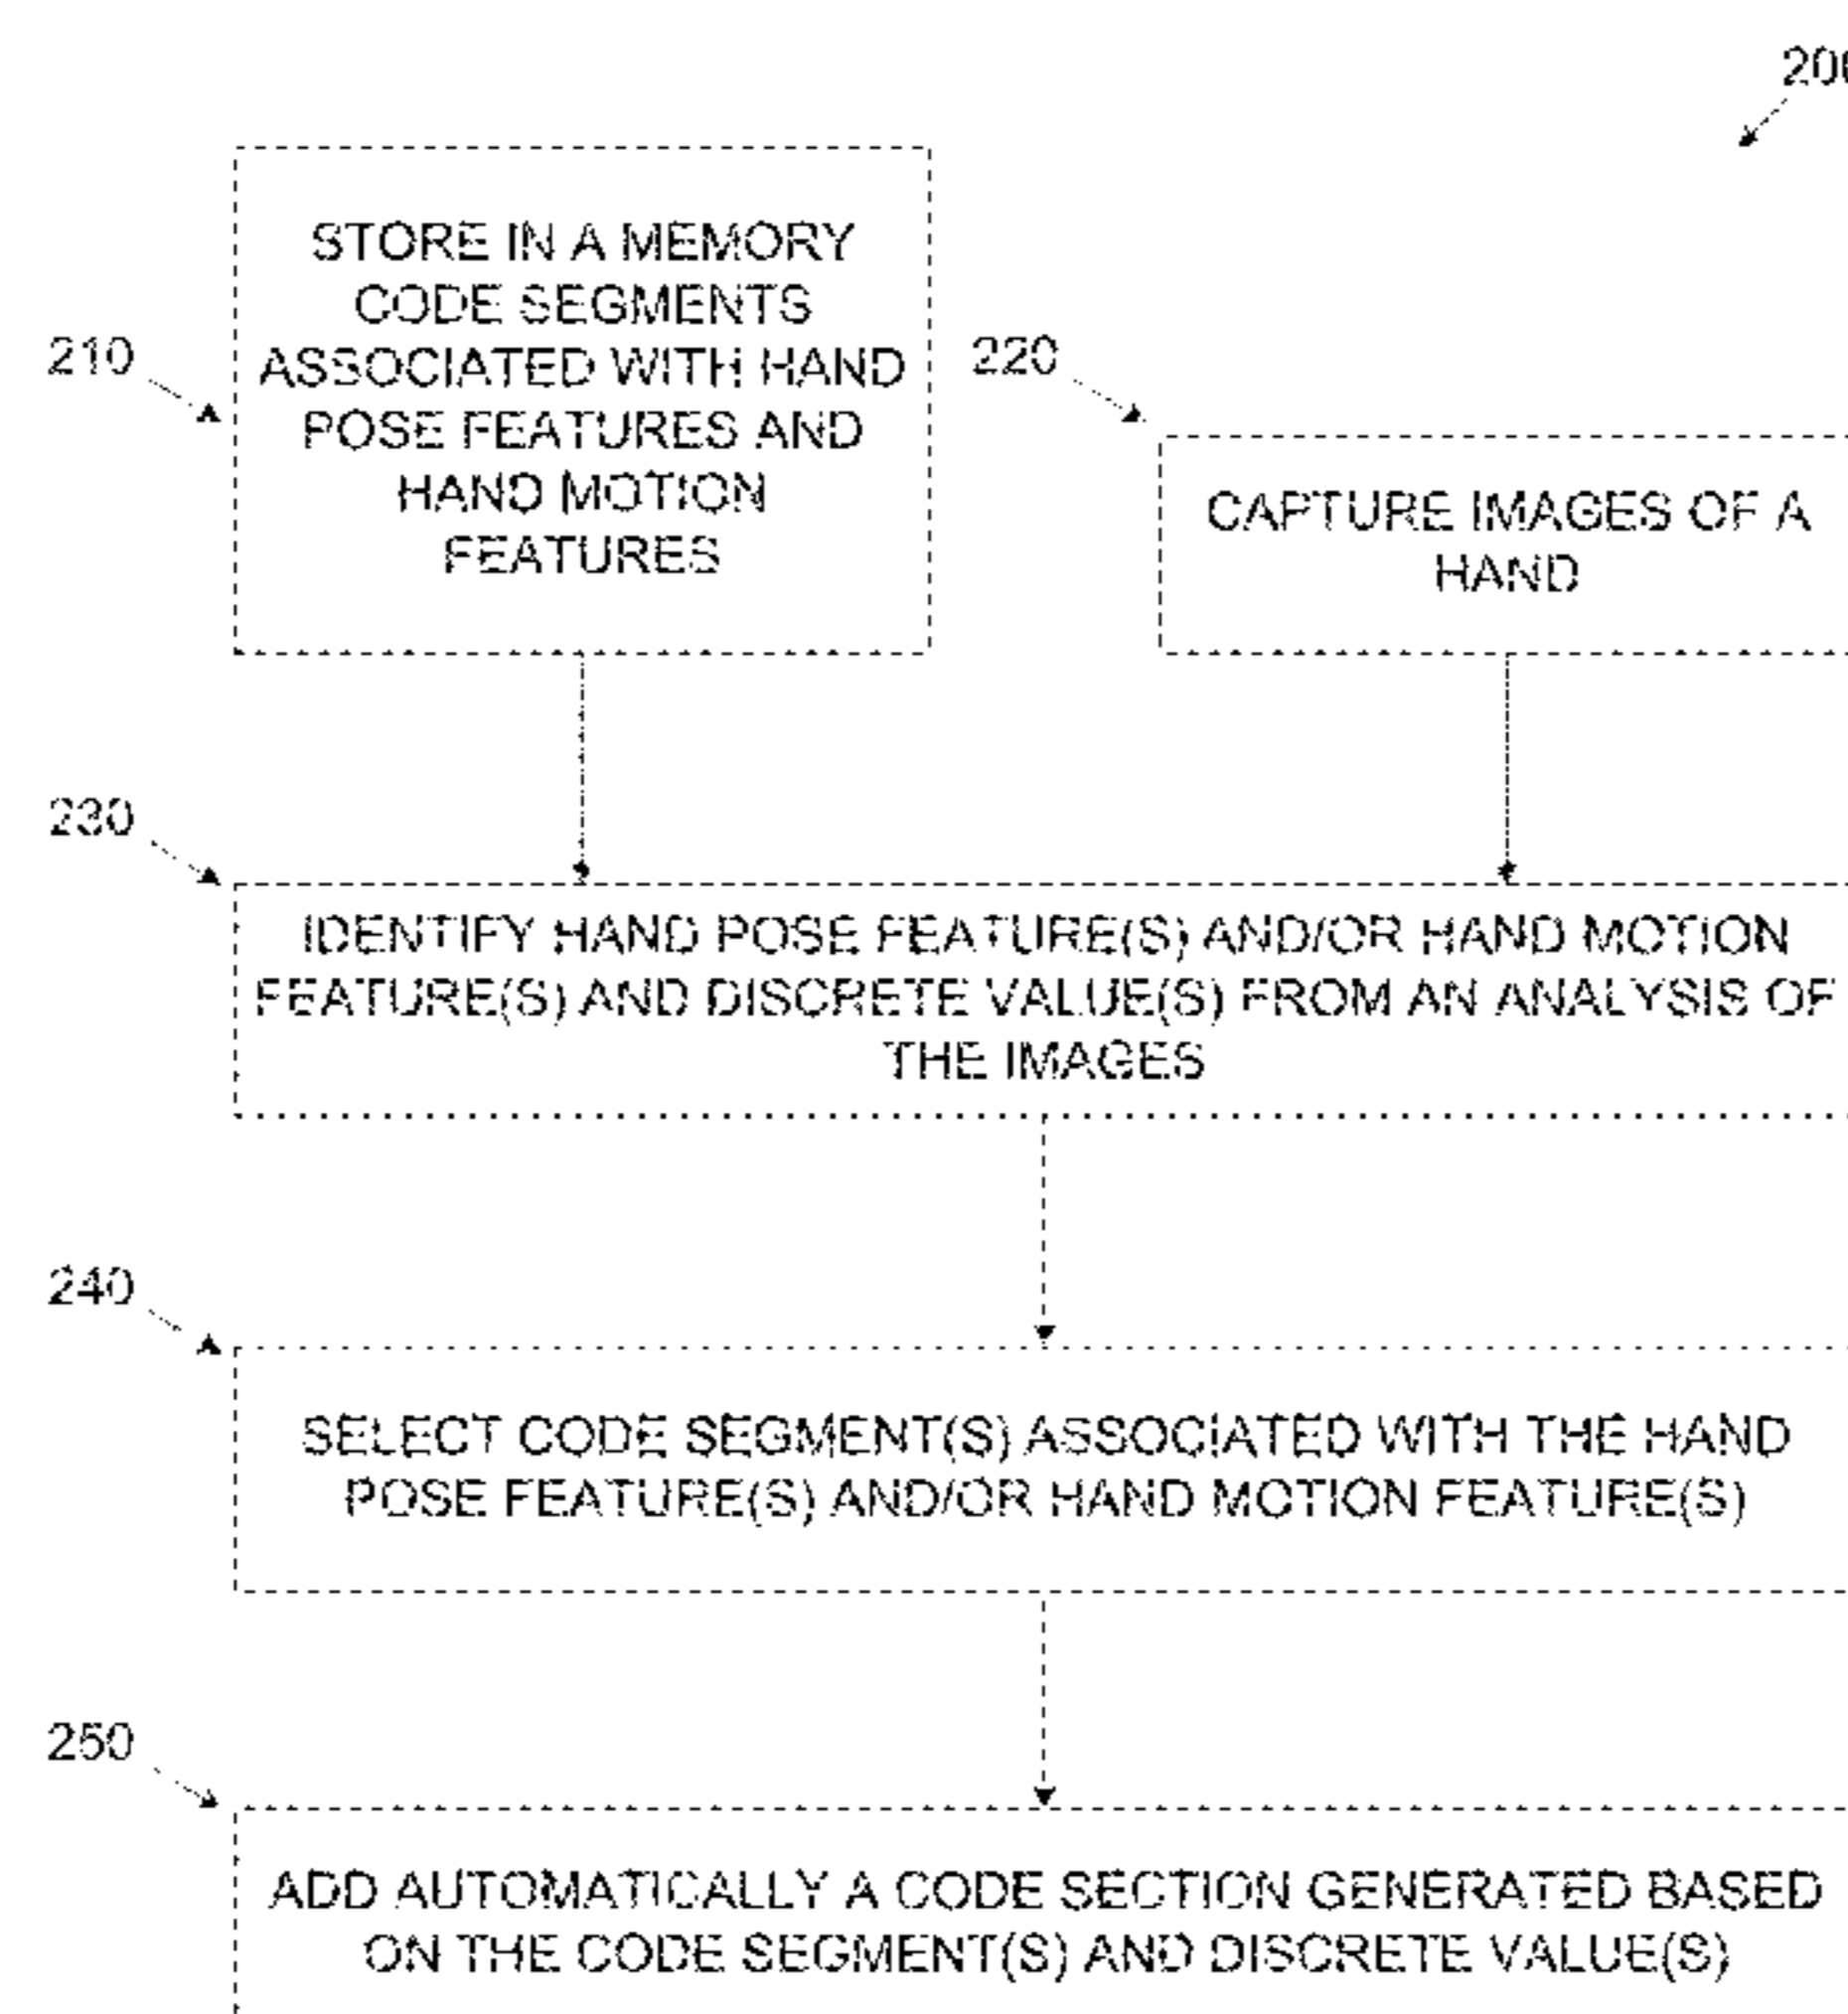 200
210
STORE IN A MEMORY
CODE SEGMENTS
ASSOCIATED WITH HAND
POSE FEATURES AND
HAND MOTION
FEATURES
220
CAPTURE IMAGES OF A
HAND
230
IDENTIFY HAND POSE FEATURE(S) AND/OR HAND MOTION
FEATURE(S) AND DISCRETE VALUE(S) FROM AN ANALYSIS OF
THE IMAGES
240
SELECT CODE SEGMENT(S) ASSOCIATED WITH THE HAND
POSE FEATURE(S) AND/OR HAND MOTION FEATURE(S)
250
ADD AUTOMATICALLY A CODE SECTION GENERATED BASED
ON THE CODE SEGMENT(S) AND DISCRETE VALUE(S)